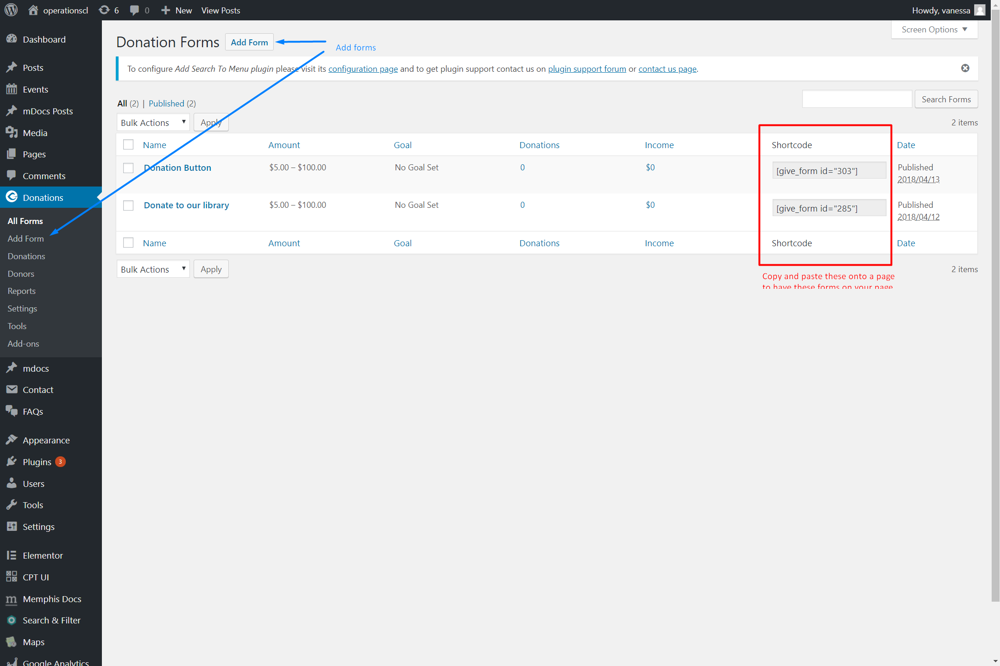 operationscl 6 0 New View Posts Howdy, vanessa
Screen Options
Dashboard
Posts
Events
mDocs Posts
Media
Pages
Comments
Donations
All Forms
Add Form
Donations
Donors
Reports
Settings
Tools
Add-ons
mdocs
Contact
FAQs
Appearance
Plugins 3
Users
Tools
Settings
Elementor
CPT UI
Memphis Docs
Search & Filter
Maps
Google Analytics
Donation Forms Add Form
Add forms
To configure Add Search To Menu plugin please visit its configuration page and to get plugin support contact us on plugin support forum or contact us page.
All (2) | Published (2)
Search Forms
Bulk Actions Apply
2 items
Name Amount Goal Donations Income Shortcode Date
Donation Button $5.00 – $100.00 No Goal Set 0 $0 [give_form id="303"] Published
2018/04/13
Donate to our library $5.00 – $100.00 No Goal Set 0 $0 [give_form id="285"] Published
2018/04/12
Name Amount Goal Donations Income Shortcode Date
Bulk Actions Apply
2 items
Copy and paste these onto a page
to have these forms on your page